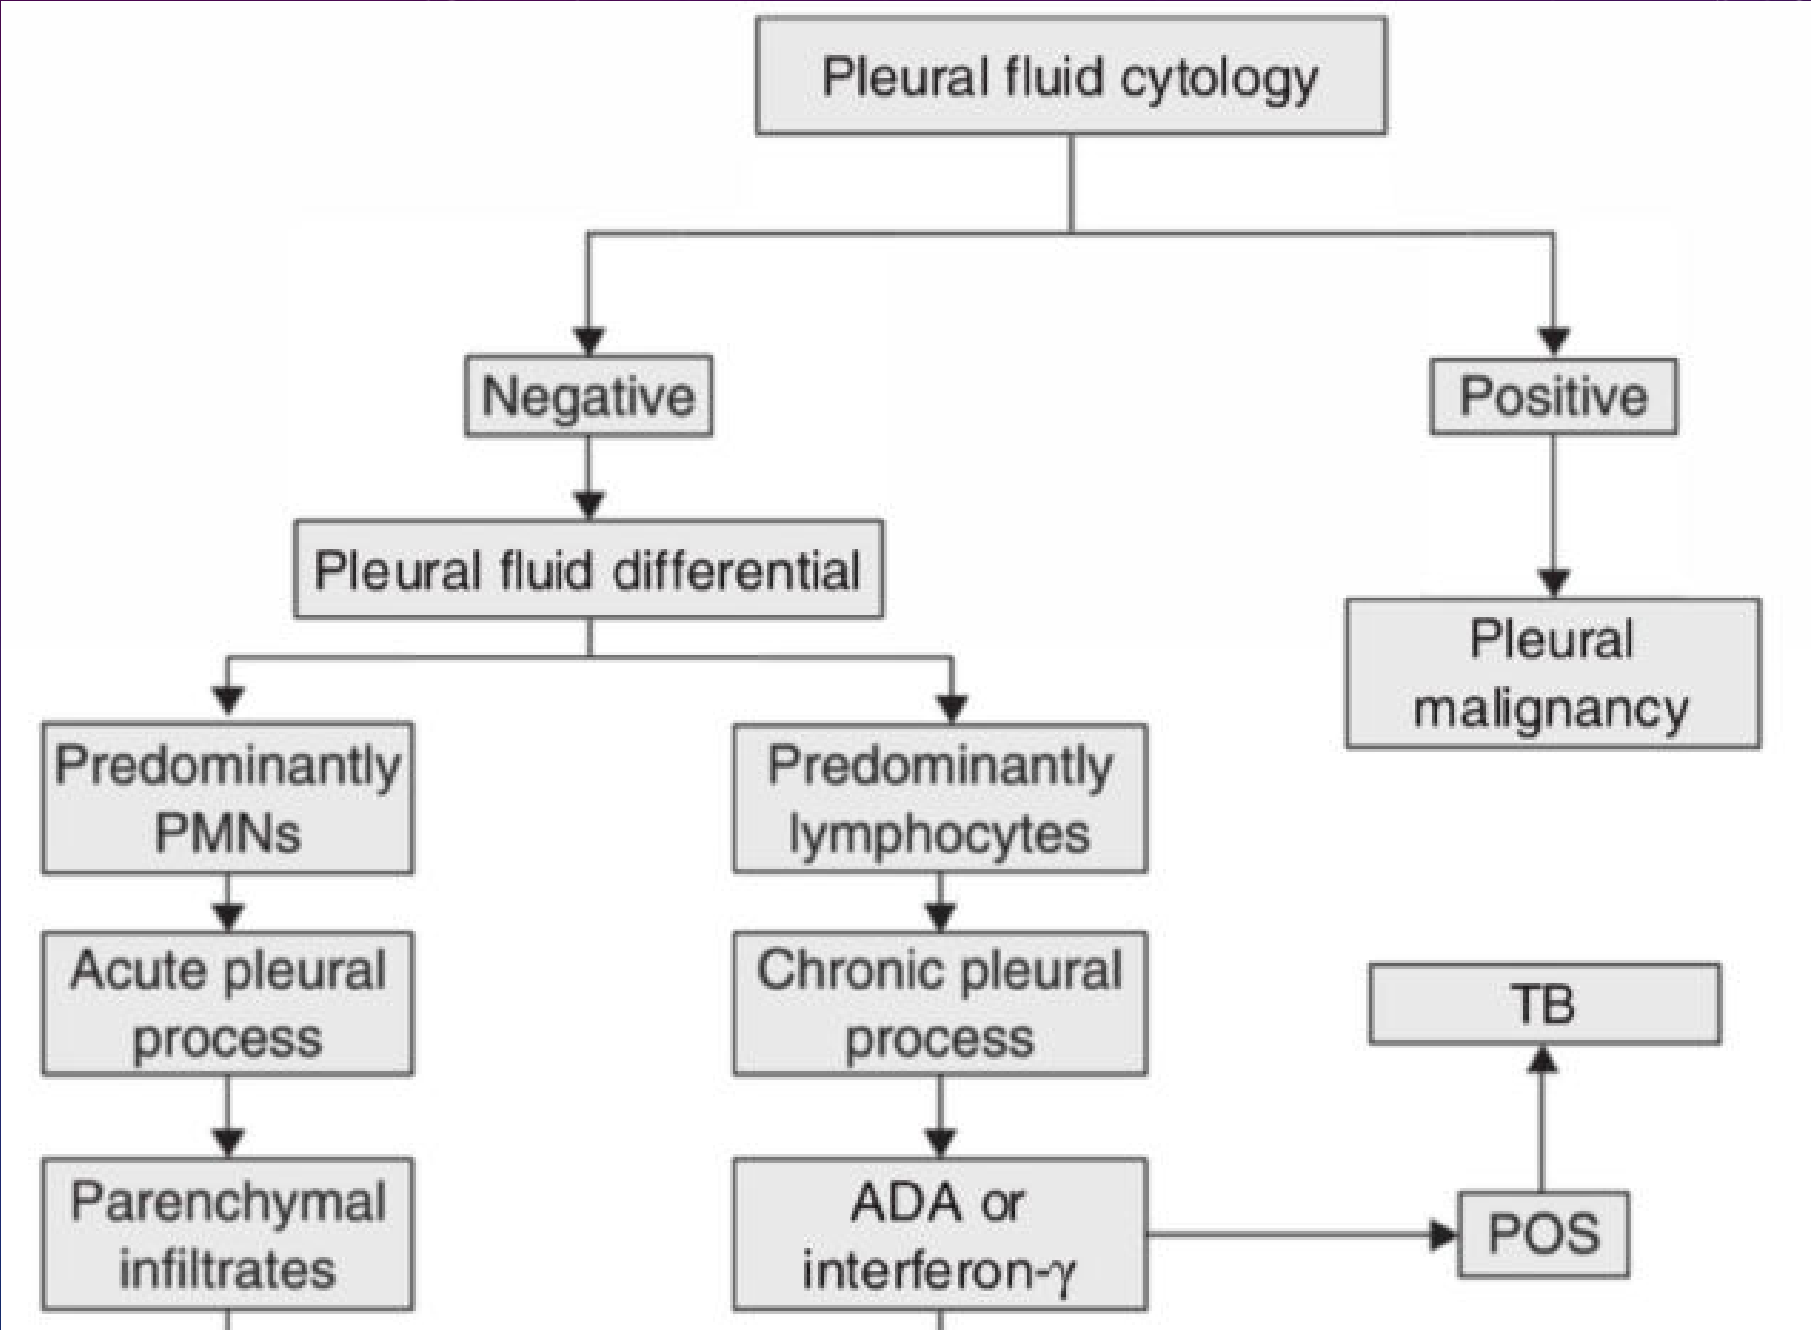 Pleural fluid cytology
Negative
Positive
Pleural fluid differential
Pleural
malignancy
Predominantly
PMNs
Predominantly
lymphocytes
Acute pleural
process
Chronic pleural
process
TB
Parenchymal
infiltrates
ADA or
interferon-γ
POS